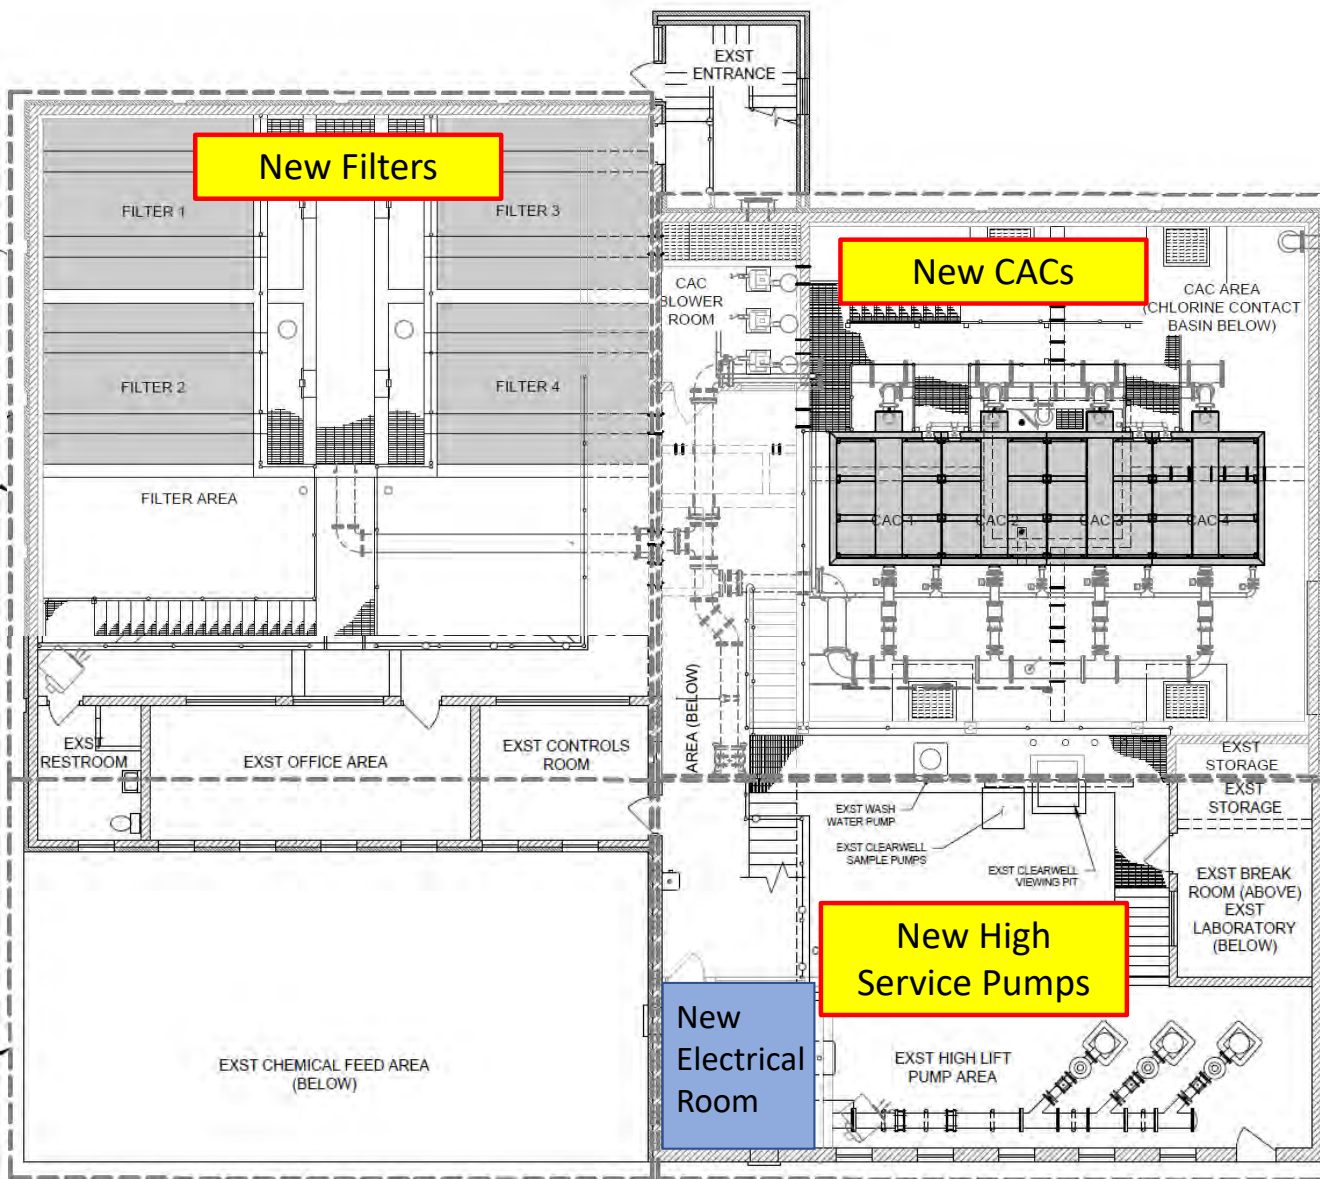 EXST
ENTRANCE
New Filters
FILTER 1
FILTER 3
FILTER 2
FILTER 4
FILTER AREA
CAC
BLOWER
ROOM
New CACs
CAC AREA
(CHLORINE CONTACT
BASIN BELOW)
CAC 1
CAC 2
CAC 3
CAC 4
AREA (BELOW)
EXST
RESTROOM
EXST OFFICE AREA
EXST CONTROLS
ROOM
EXST
STORAGE
EXST
STORAGE
EXST WASH
WATER PUMP
EXST CLEARWELL
SAMPLE PUMPS
EXST CLEARWELL
VIEWING PIT
EXST BREAK
ROOM (ABOVE)
EXST
LABORATORY
(BELOW)
New High
Service Pumps
New
Electrical
Room
EXST HIGH LIFT
PUMP AREA
EXST CHEMICAL FEED AREA
(BELOW)